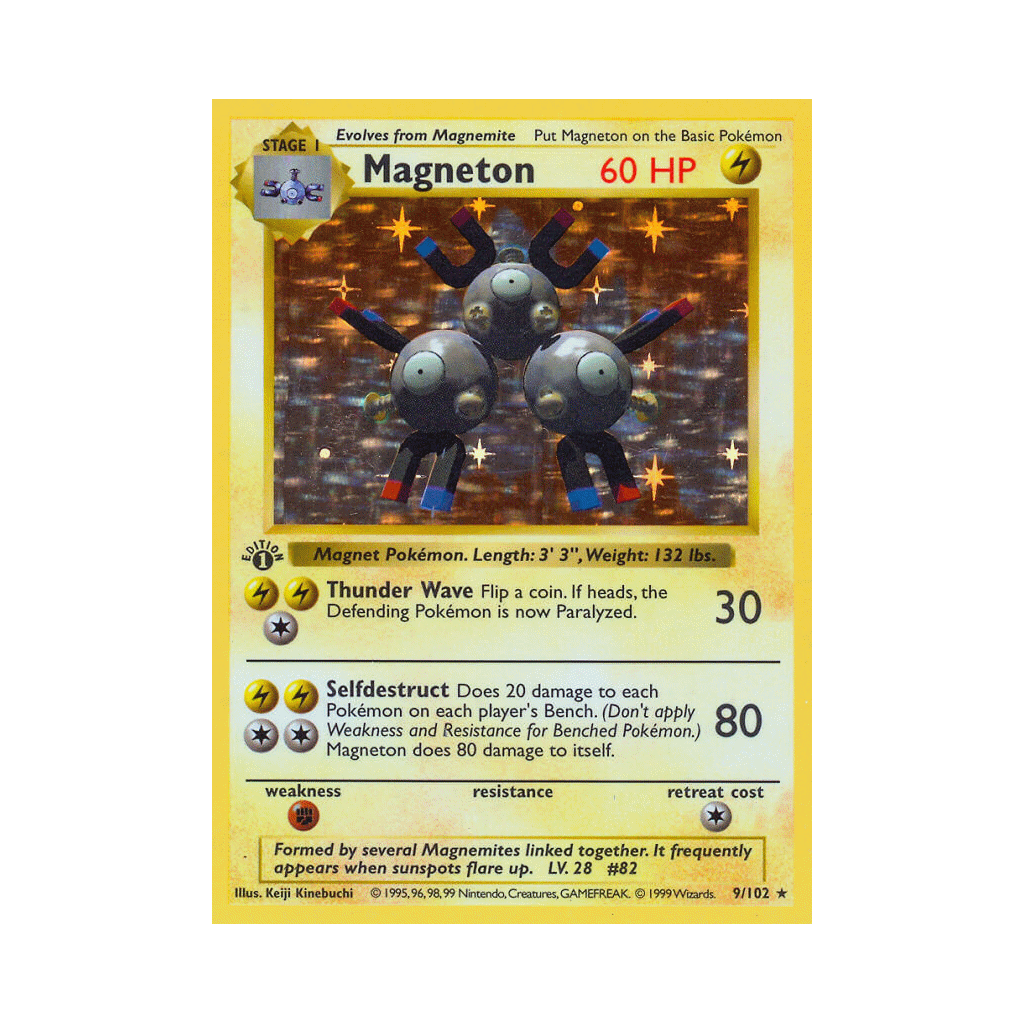 Evolves from Magnemite Put Magneton on the Basic Pokémon
STAGE 1
Magneton 60 HP
EDITION
1
Magnet Pokémon. Length: 3' 3", Weight: 132 lbs.
Thunder Wave Flip a coin. If heads, the
Defending Pokémon is now Paralyzed.
30
Selfdestruct Does 20 damage to each
Pokémon on each player's Bench. (Don't apply
Weakness and Resistance for Benched Pokémon.)
Magneton does 80 damage to itself.
80
weakness resistance retreat cost
Formed by several Magnemites linked together. It frequently
appears when sunspots flare up. LV. 28 #82
Illus. Keiji Kinebuchi © 1995, 96, 98, 99 Nintendo, Creatures, GAMEFREAK. © 1999 Wizards. 9/102 ★